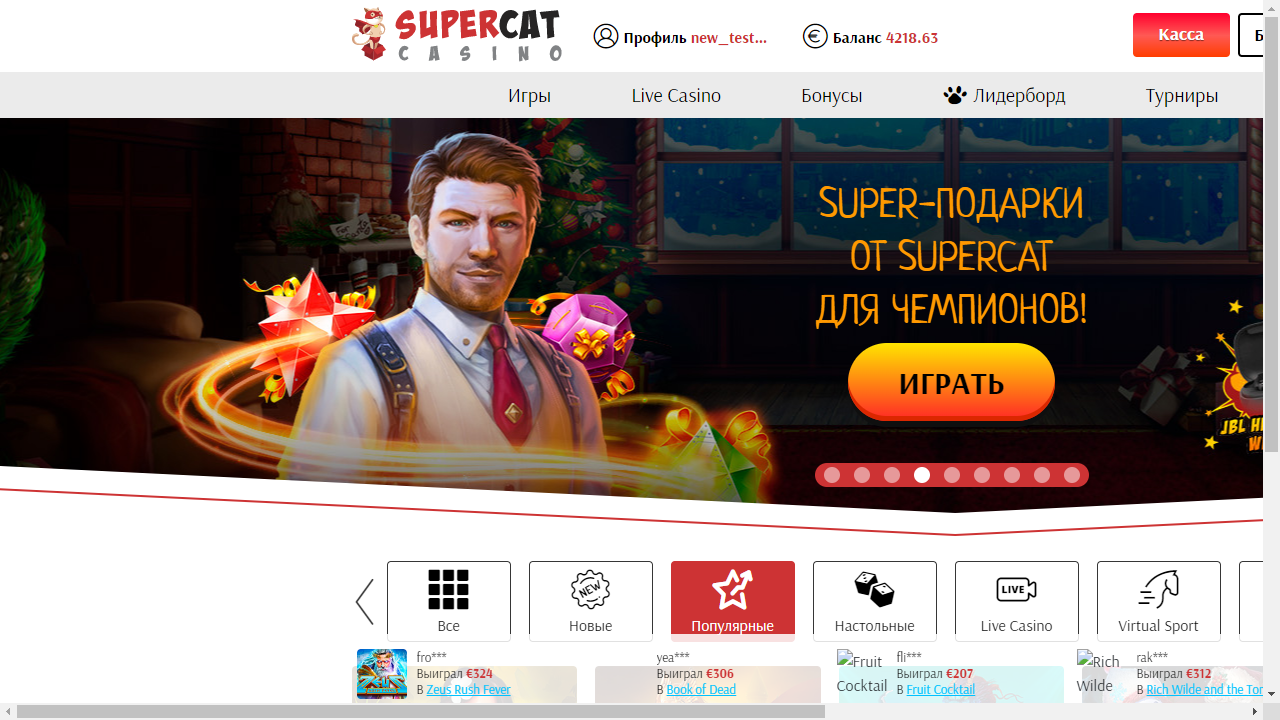 SUPERCAT
CASINO
Профиль new_test...
Баланс 4218.63
Касса
Б
Игры
Live Casino
Бонусы
Лидерборд
Турниры
SUPER-ПОДАРКИ
ОТ SUPERCAT
ДЛЯ ЧЕМПИОНОВ!
ИГРАТЬ
JBL
Все
NEW
Новые
Популярные
Настольные
LIVE
Live Casino
Virtual Sport
fro***
Выиграл €324
В Zeus Rush Fever
yea***
Выиграл €306
В Book of Dead
Fruit
Cocktail
fli***
Выиграл €207
В Fruit Cocktail
Rich
Wilde
rak***
Выиграл €312
В Rich Wilde and the Tor